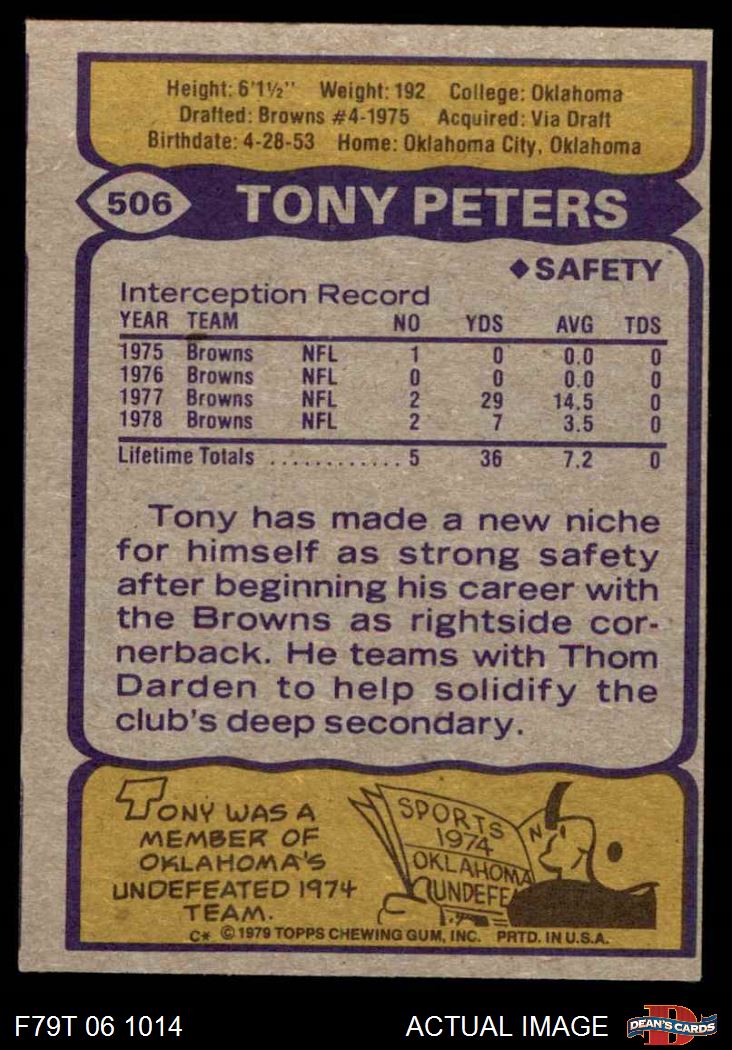 Height: 6'1½'' Weight: 192 College: Oklahoma
Drafted: Browns #4-1975 Acquired: Via Draft
Birthdate: 4-28-53 Home: Oklahoma City, Oklahoma
506 TONY PETERS
◆SAFETY
Interception Record
YEAR TEAM NO YDS AVG TDS
1975 Browns NFL 1 0 0.0 0
1976 Browns NFL 0 0 0.0 0
1977 Browns NFL 2 29 14.5 0
1978 Browns NFL 2 7 3.5 0
Lifetime Totals ............ 5 36 7.2 0
Tony has made a new niche
for himself as strong safety
after beginning his career with
the Browns as rightside cor-
nerback. He teams with Thom
Darden to help solidify the
club's deep secondary.
TONY WAS A
MEMBER OF
OKLAHOMA'S
UNDEFEATED 1974
TEAM.
SPORTS
1974
OKLAHOMA
UNDEFE
N
C* © 1979 TOPPS CHEWING GUM, INC. PRTD. IN U.S.A.
F79T 06 1014 ACTUAL IMAGE DEAN'S CARDS